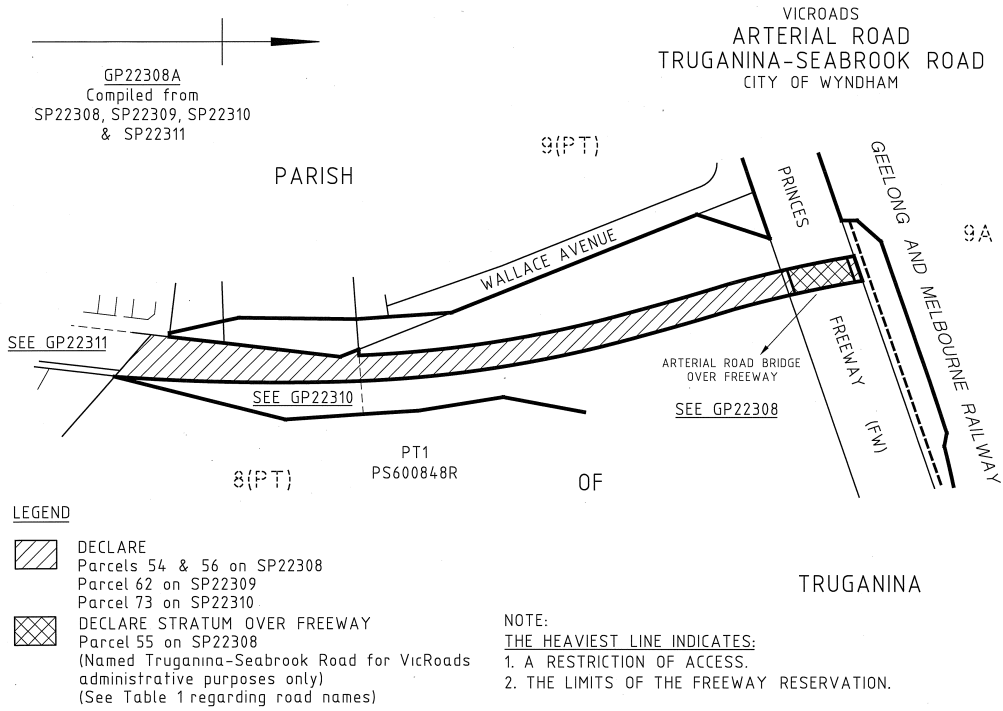 VICROADS
ARTERIAL ROAD
TRUGANINA-SEABROOK ROAD
CITY OF WYNDHAM
GP22308A
Compiled from
SP22308, SP22309, SP22310
& SP22311
PARISH
9(PT)
PRINCES
GEELONG AND MELBOURNE RAILWAY
9A
WALLACE AVENUE
SEE GP22311
SEE GP22310
ARTERIAL ROAD BRIDGE
OVER FREEWAY
SEE GP22308
FREEWAY
(FW)
PT1
PS600848R
8(PT)
OF
TRUGANINA
LEGEND
DECLARE
Parcels 54 & 56 on SP22308
Parcel 62 on SP22309
Parcel 73 on SP22310
DECLARE STRATUM OVER FREEWAY
Parcel 55 on SP22308
(Named Truganina-Seabrook Road for VicRoads
administrative purposes only)
(See Table 1 regarding road names)
NOTE:
THE HEAVIEST LINE INDICATES:
1. A RESTRICTION OF ACCESS.
2. THE LIMITS OF THE FREEWAY RESERVATION.